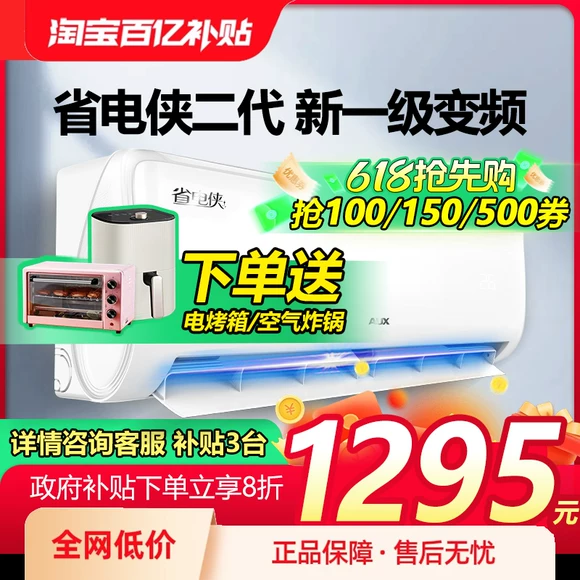 淘宝百亿补贴
省电侠二代 新一级变频
618抢先购
抢100/150/500券
省电侠
下单送
电烤箱/空气炸锅
AUX
详情咨询客服 补贴3台
政府补贴下单立享8折
1295元
全网低价
正品保障·售后无忧